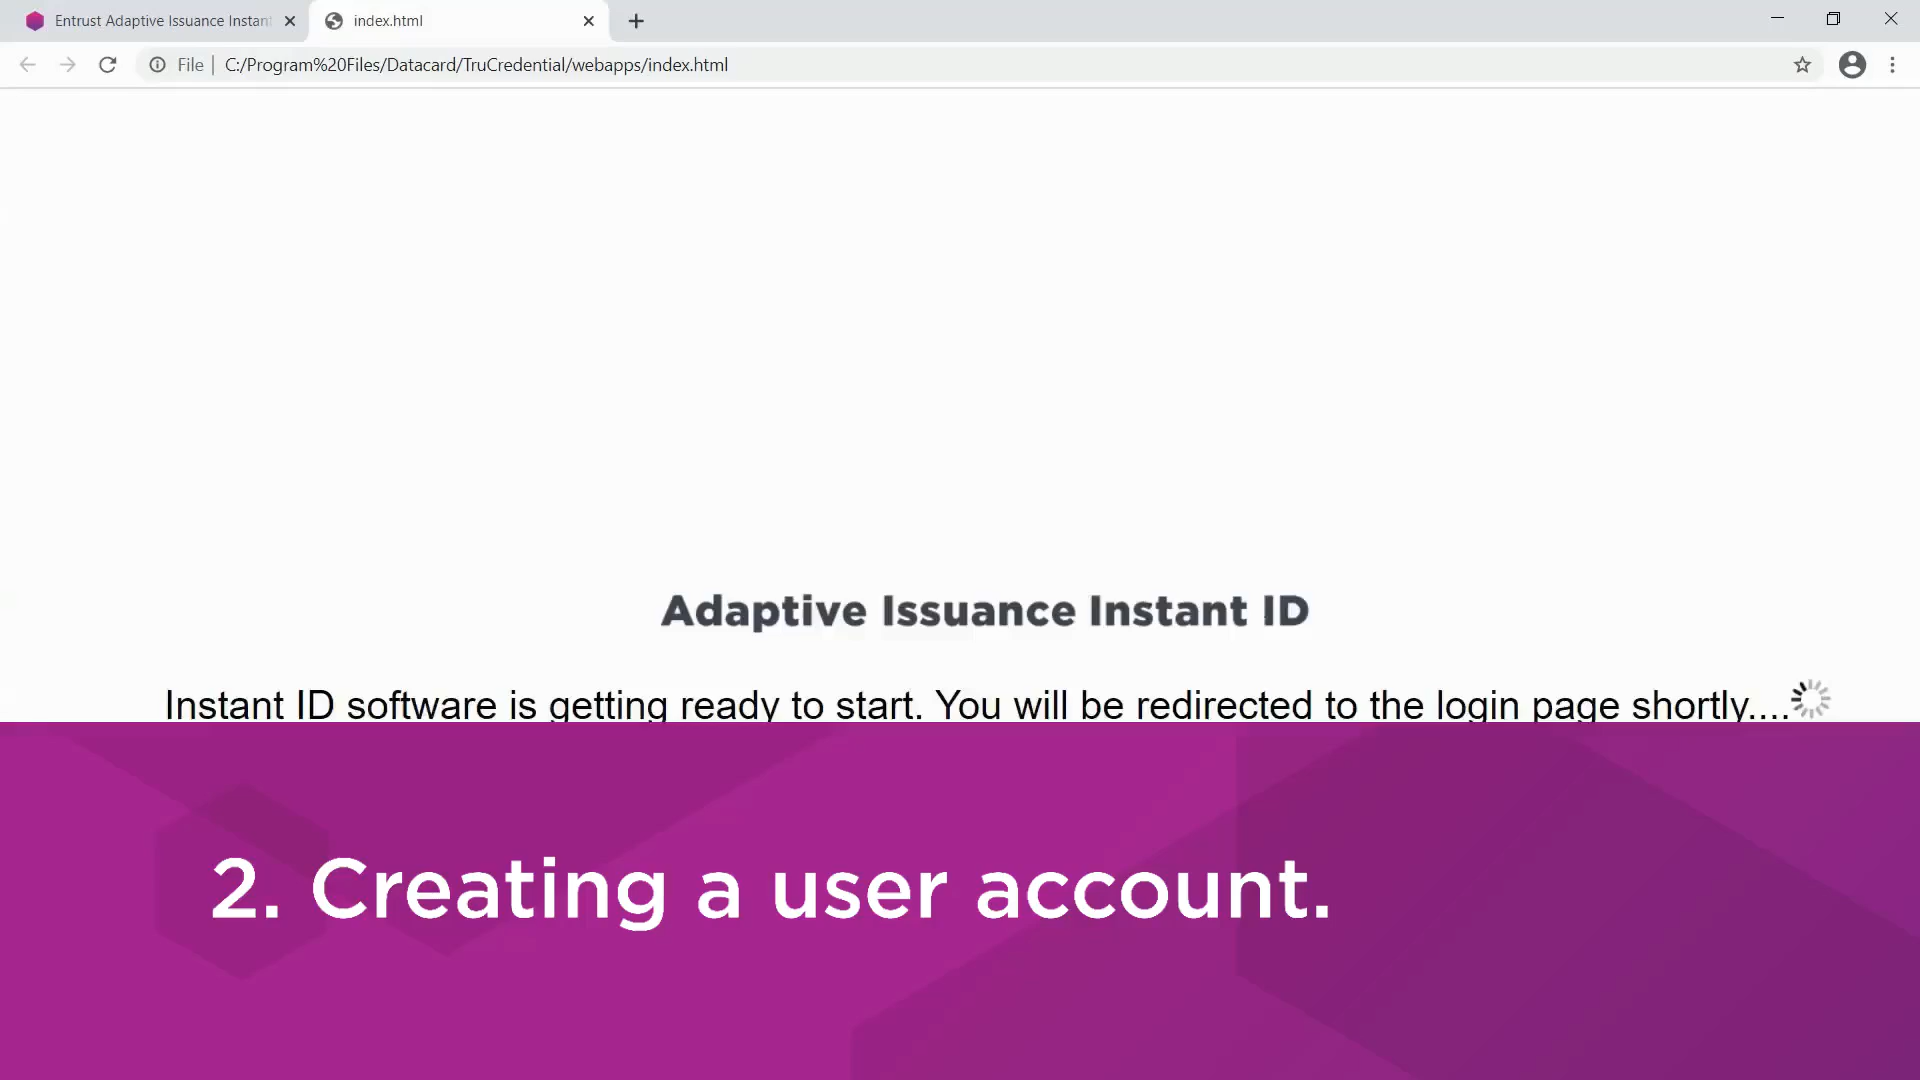 Entrust Adaptive Issuance Instan
index.html
File
C:/Program%20Files/Datacard/TruCredential/webapps/index.html
Adaptive Issuance Instant ID
Instant ID software is getting ready to start. You will be redirected to the login page shortly....
2. Creating a user account.